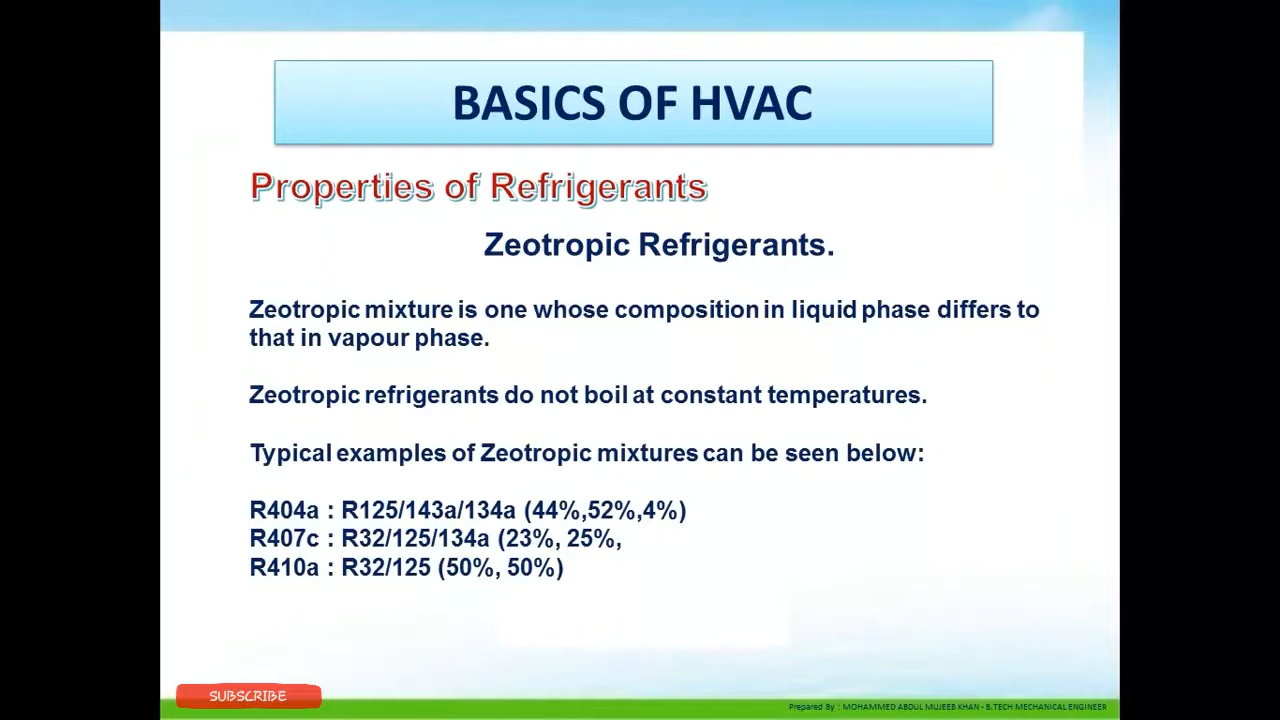 BASICS OF HVAC
Properties of Refrigerants
Zeotropic Refrigerants.
Zeotropic mixture is one whose composition in liquid phase differs to
that in vapour phase.
Zeotropic refrigerants do not boil at constant temperatures.
Typical examples of Zeotropic mixtures can be seen below:
R404a : R125/143a/134a (44%,52%,4%)
R407c : R32/125/134a (23%, 25%,
R410a : R32/125 (50%, 50%)
SUBSCRIBE
Prepared By : MOHAMMED ABDUL MUJEEB KHAN - B.TECH MECHANICAL ENGINEER